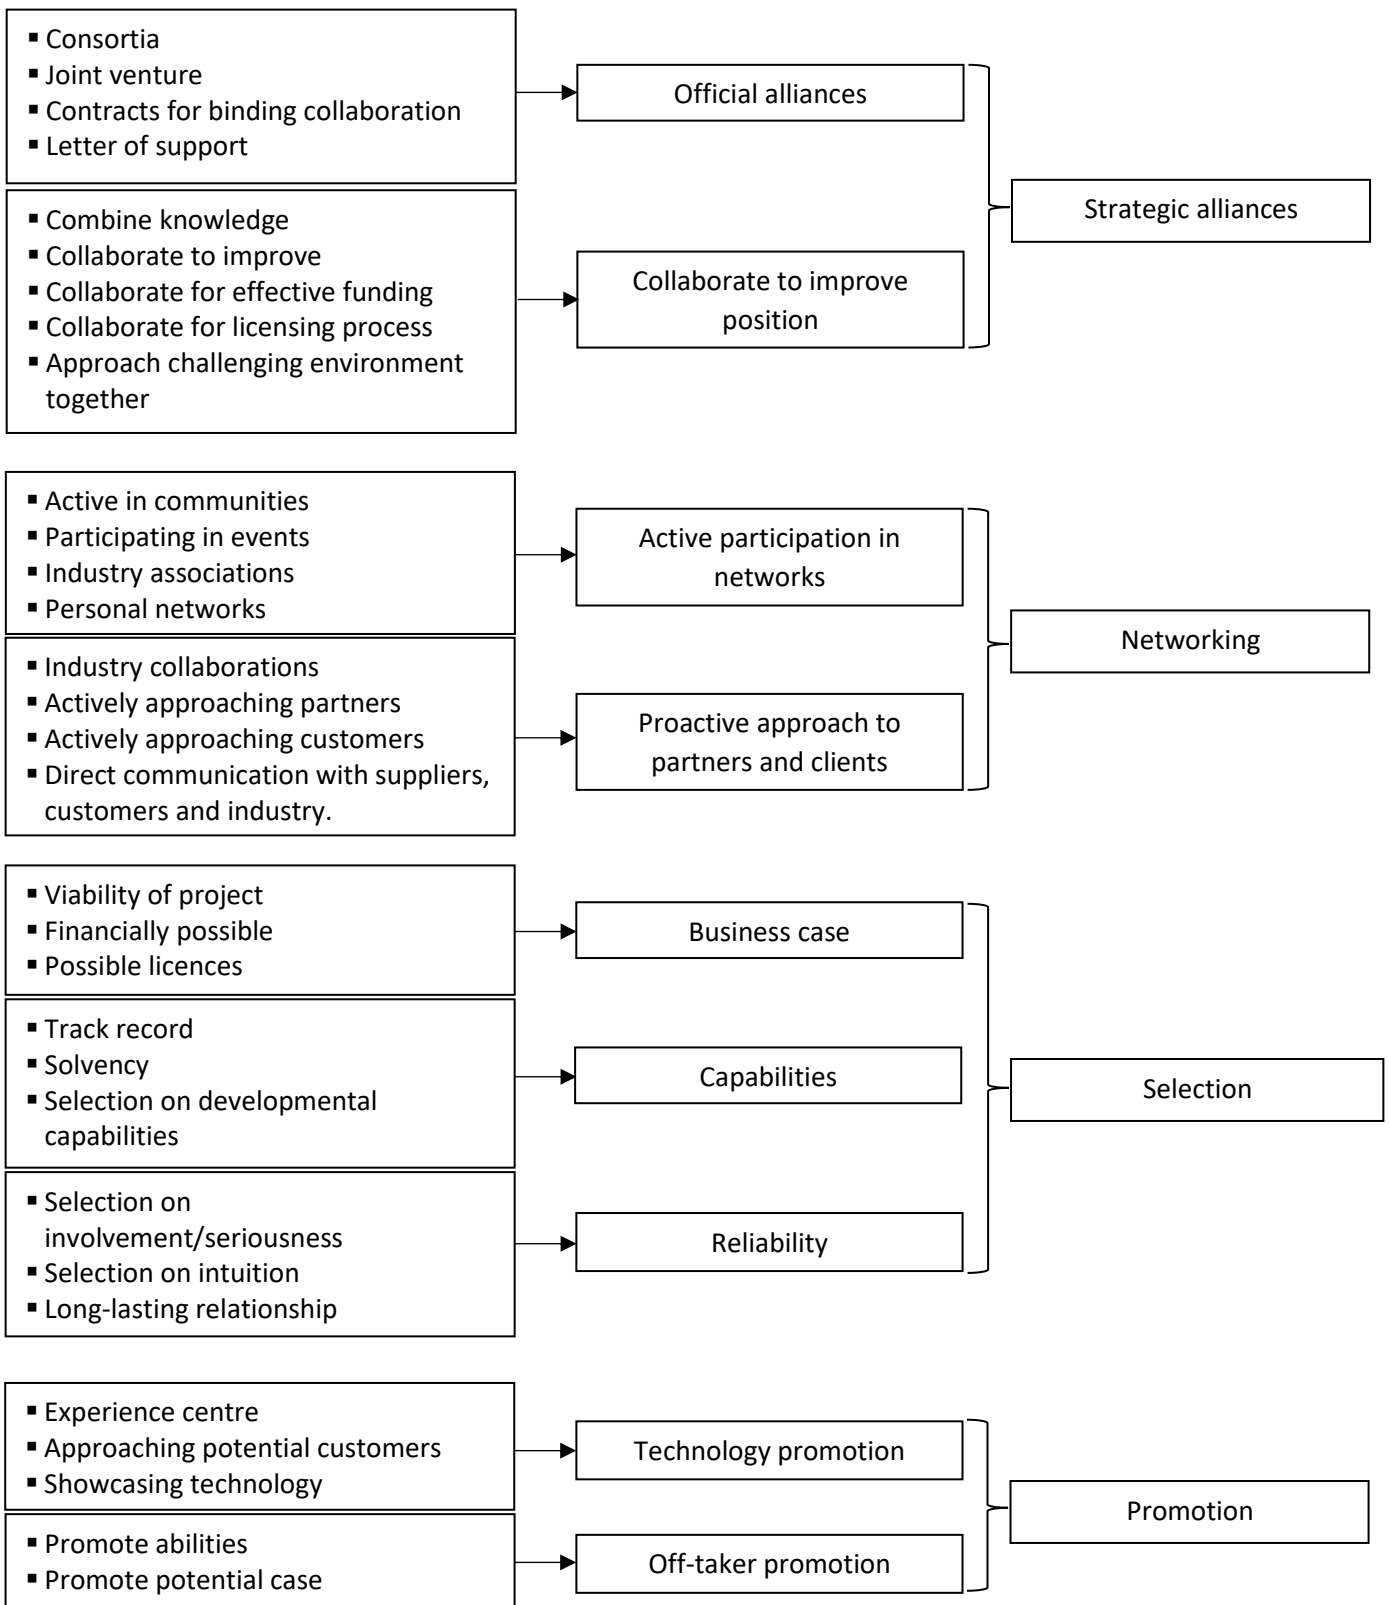 ▪ Consortia
▪ Joint venture
▪ Contracts for binding collaboration
▪ Letter of support
Official alliances
▪ Combine knowledge
▪ Collaborate to improve
▪ Collaborate for effective funding
▪ Collaborate for licensing process
▪ Approach challenging environment
together
Collaborate to improve
position
Strategic alliances
▪ Active in communities
▪ Participating in events
▪ Industry associations
▪ Personal networks
Active participation in
networks
▪ Industry collaborations
▪ Actively approaching partners
▪ Actively approaching customers
▪ Direct communication with suppliers,
customers and industry.
Proactive approach to
partners and clients
Networking
▪ Viability of project
▪ Financially possible
▪ Possible licences
Business case
▪ Track record
▪ Solvency
▪ Selection on developmental
capabilities
Capabilities
▪ Selection on
involvement/seriousness
▪ Selection on intuition
▪ Long-lasting relationship
Reliability
Selection
▪ Experience centre
▪ Approaching potential customers
▪ Showcasing technology
Technology promotion
▪ Promote abilities
▪ Promote potential case
Off-taker promotion
Promotion